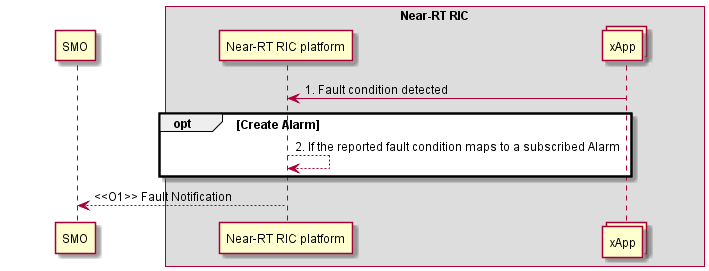 Near-RT RIC
SMO
Near-RT RIC platform
xApp
1. Fault condition detected
opt
[Create Alarm]
2. If the reported fault condition maps to a subscribed Alarm
<<O1>> Fault Notification
SMO
Near-RT RIC platform
xApp